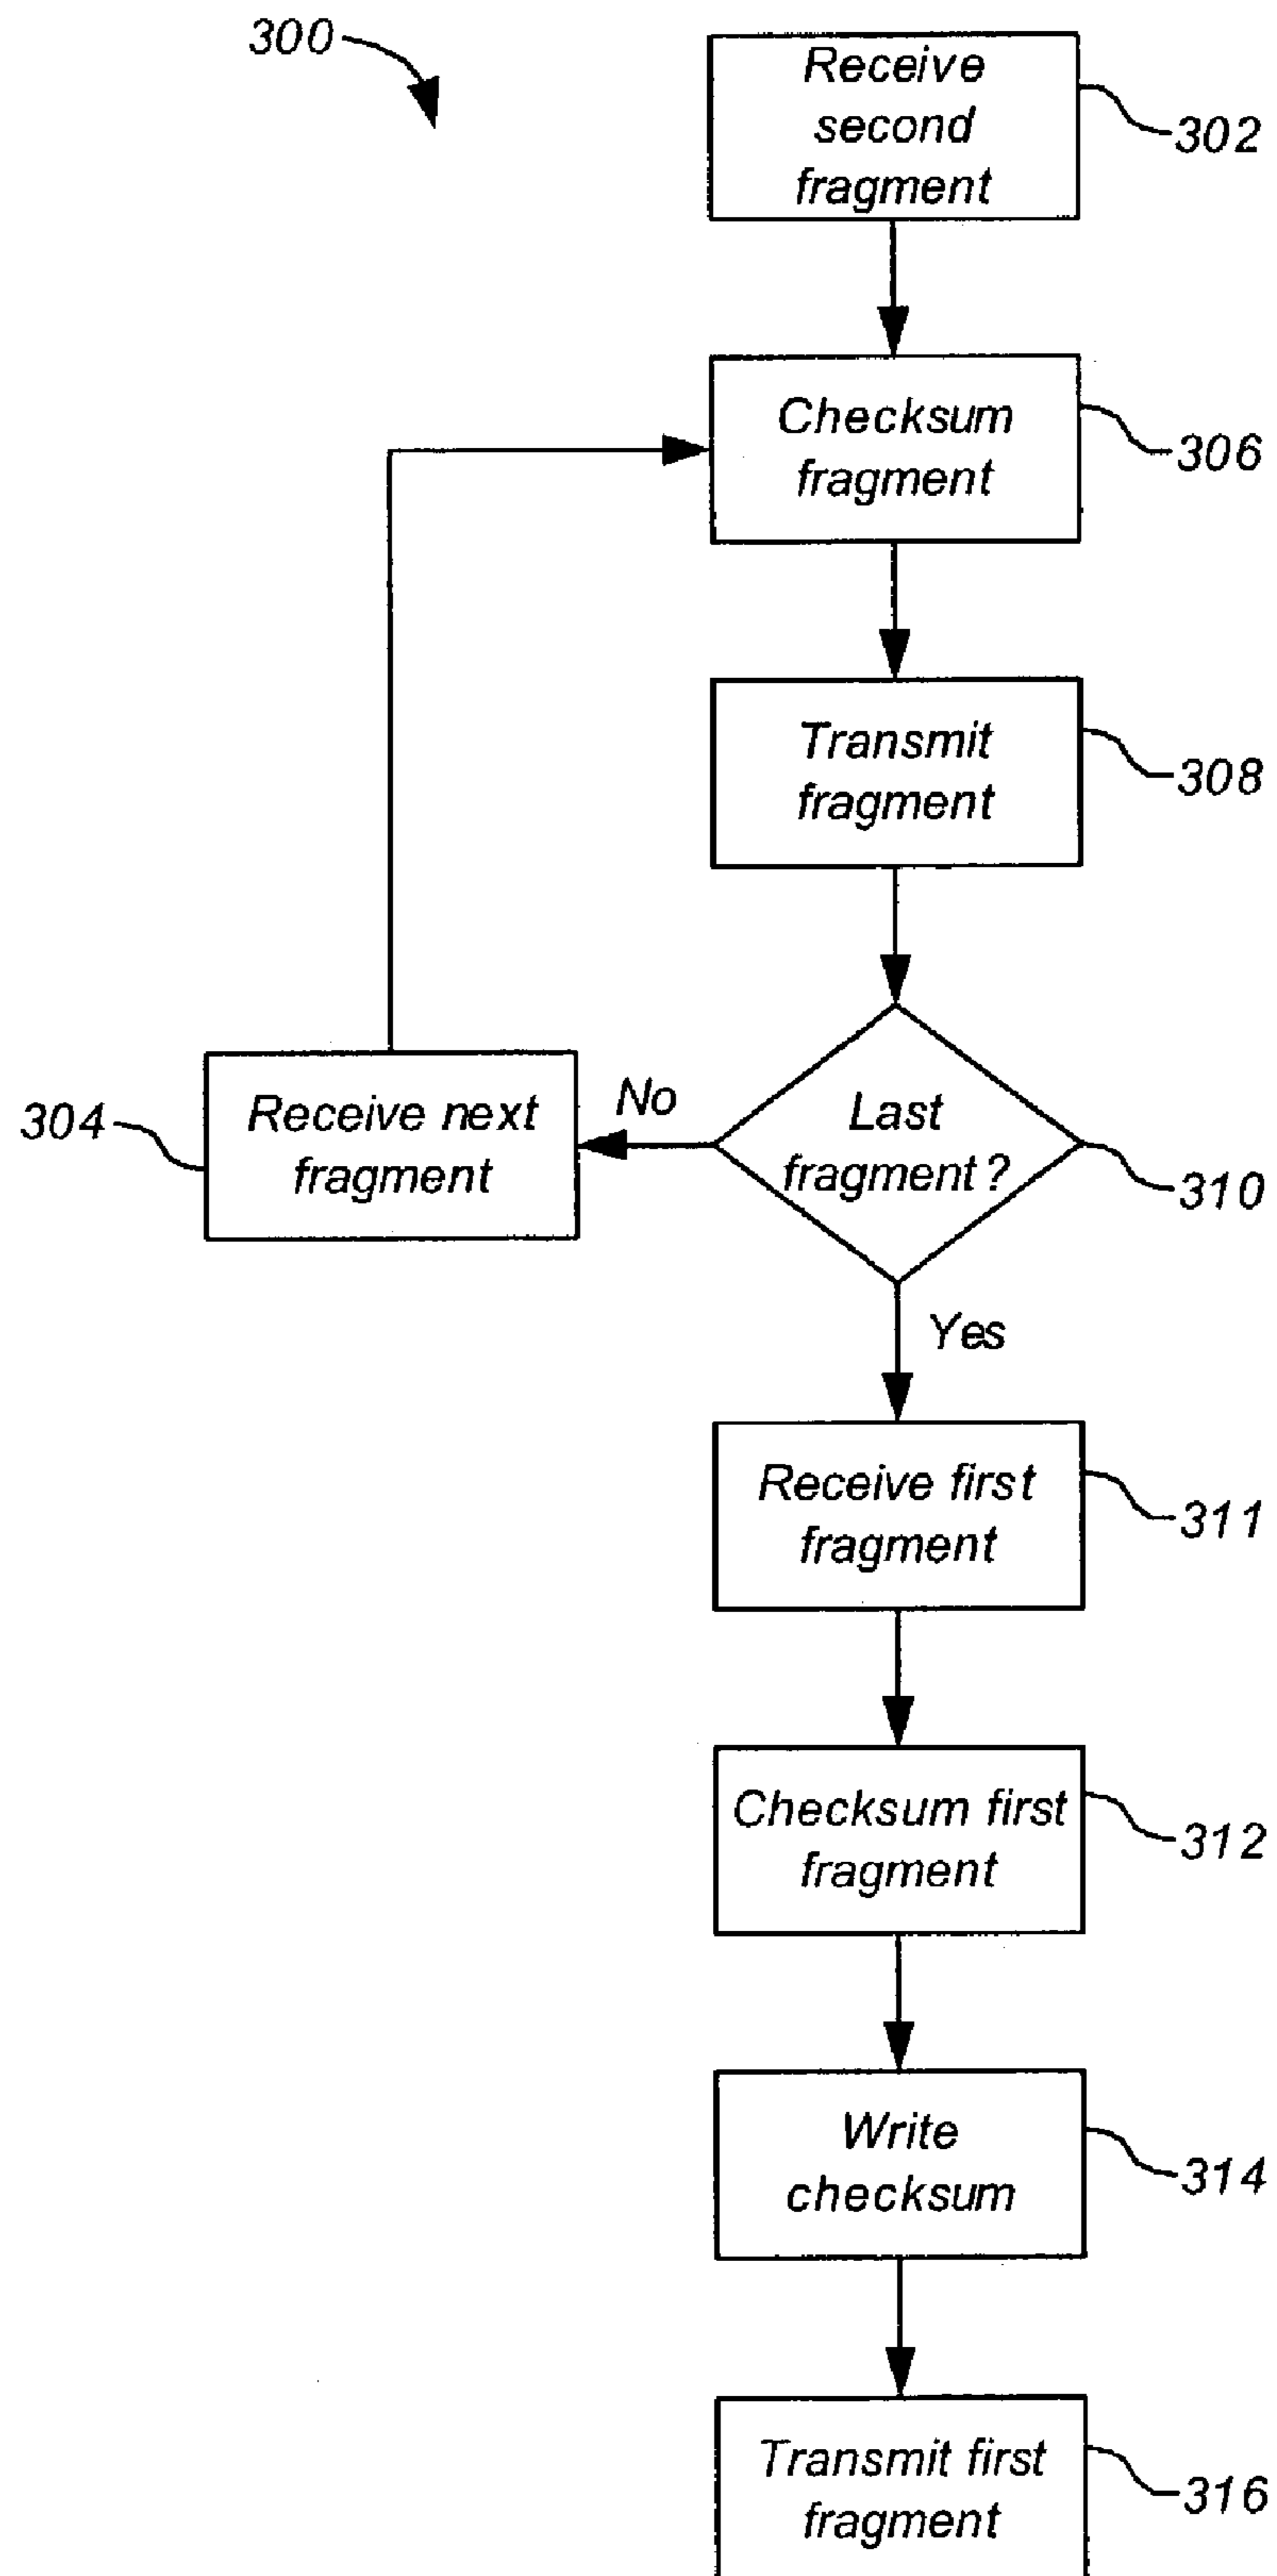 300
Receive
second
fragment
302
Checksum
fragment
306
Transmit
fragment
308
304
Receive next
fragment
No
Last
fragment?
310
Yes
Receive first
fragment
311
Checksum first
fragment
312
Write
checksum
314
Transmit first
fragment
316